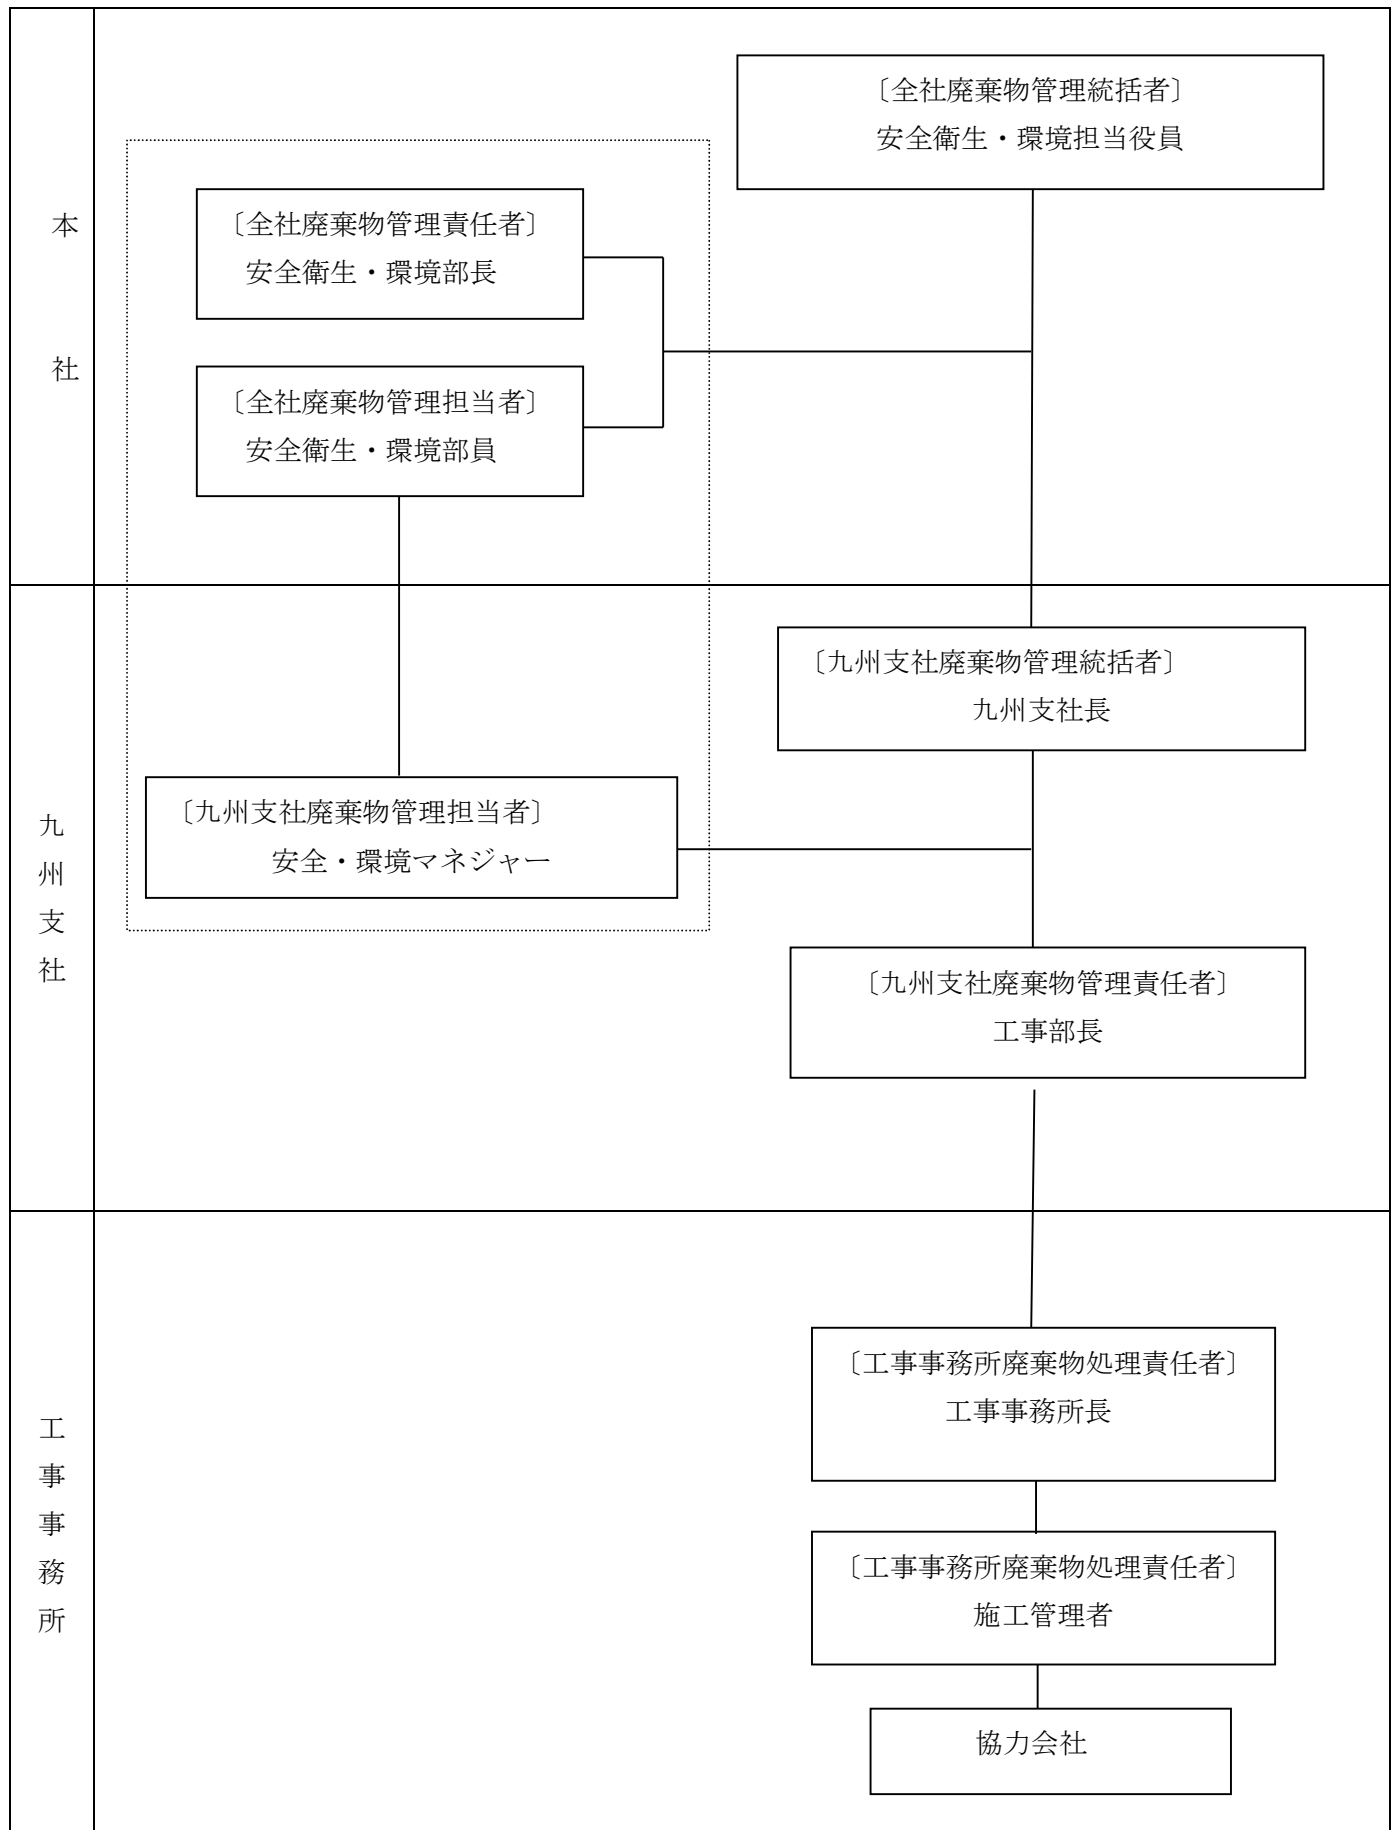 本社
〔全社廃棄物管理統括者〕
安全衛生・環境担当役員
〔全社廃棄物管理責任者〕
安全衛生・環境部長
〔全社廃棄物管理担当者〕
安全衛生・環境部員
九州支社
〔九州支社廃棄物管理統括者〕
九州支社長
〔九州支社廃棄物管理担当者〕
安全・環境マネジャー
〔九州支社廃棄物管理責任者〕
工事部長
工事事務所
〔工事事務所廃棄物処理責任者〕
工事事務所長
〔工事事務所廃棄物処理責任者〕
施工管理者
協力会社